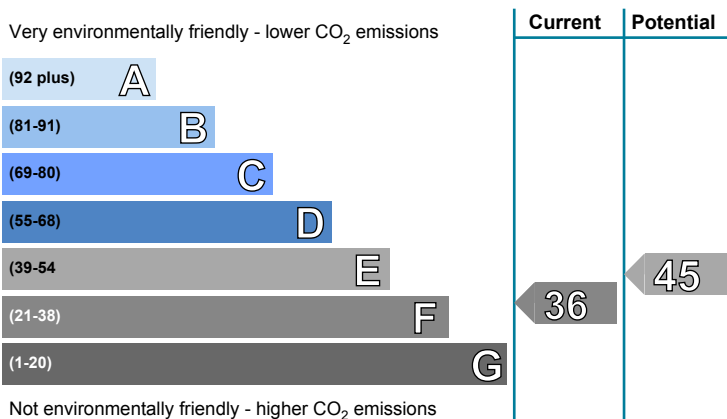 Very environmentally friendly - lower CO2 emissions
Current
Potential
(92 plus) A
(81-91) B
(69-80) C
(55-68) D
(39-54 E
(21-38) F
(1-20) G
36
45
Not environmentally friendly - higher CO2 emissions